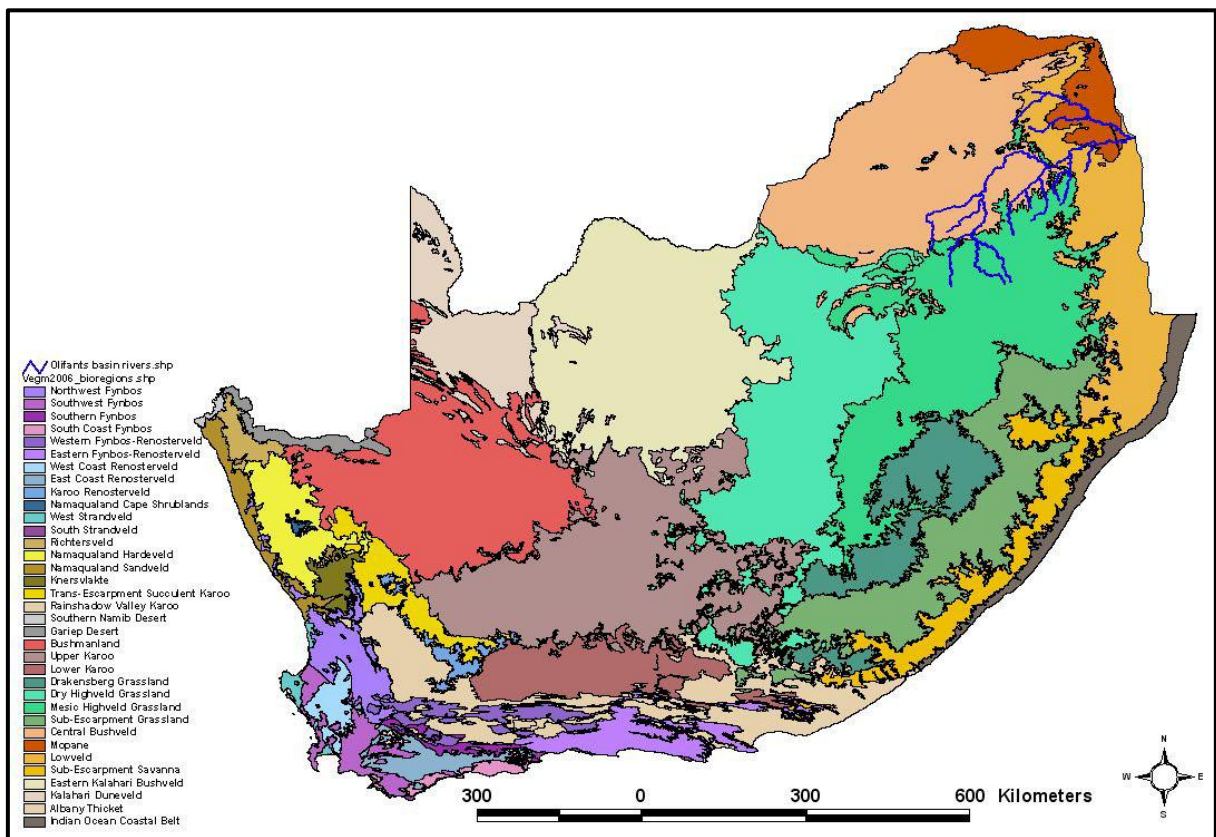 Olifants basin rivers.shp
Vegm2006_bioregions.shp
Northwest Fynbos
Southwest Fynbos
Southern Fynbos
South Coast Fynbos
Western Fynbos-Renosterveld
Eastern Fynbos-Renosterveld
West Coast Renosterveld
East Coast Renosterveld
Karoo Renosterveld
Namaqualand Cape Shrublands
West Strandveld
South Strandveld
Richtersveld
Namaqualand Hardeveld
Namaqualand Sandveld
Knersvlakte
Trans-Escarpment Succulent Karoo
Rainshadow Valley Karoo
Southern Namib Desert
Gariep Desert
Bushmanland
Upper Karoo
Lower Karoo
Drakensberg Grassland
Dry Highveld Grassland
Mesic Highveld Grassland
Sub-Escarpment Grassland
Central Bushveld
Mopane
Lowveld
Sub-Escarpment Savanna
Eastern Kalahari Bushveld
Kalahari Duneveld
Albany Thicket
Indian Ocean Coastal Belt
300 0 300 600 Kilometers
N
W E
S